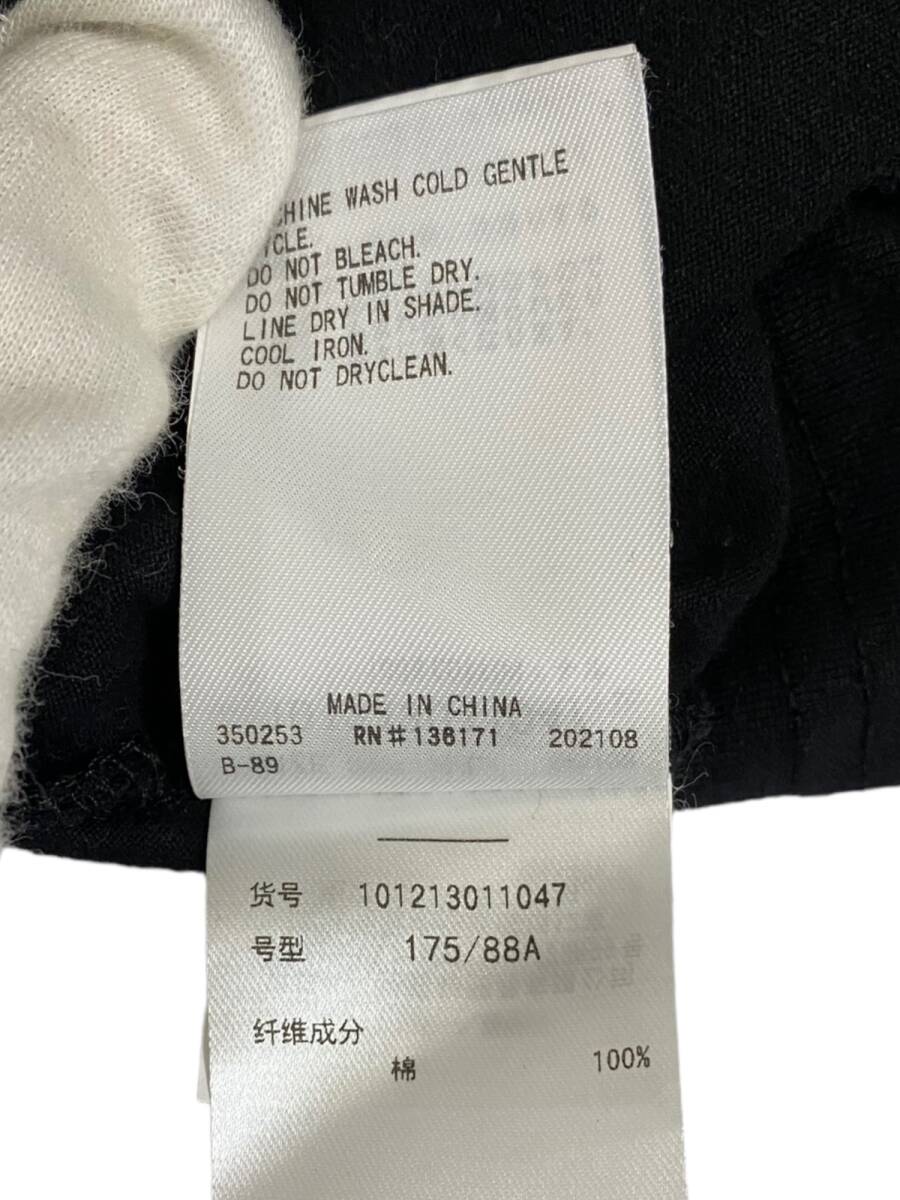 CHINE WASH COLD GENTLE
YCLE.
DO NOT BLEACH.
DO NOT TUMBLE DRY.
LINE DRY IN SHADE.
COOL IRON.
DO NOT DRYCLEAN.
MADE IN CHINA
350253 RN#136171 202108
B-89
货号 101213011047
号型 175/88A
纤维成分
棉 100%